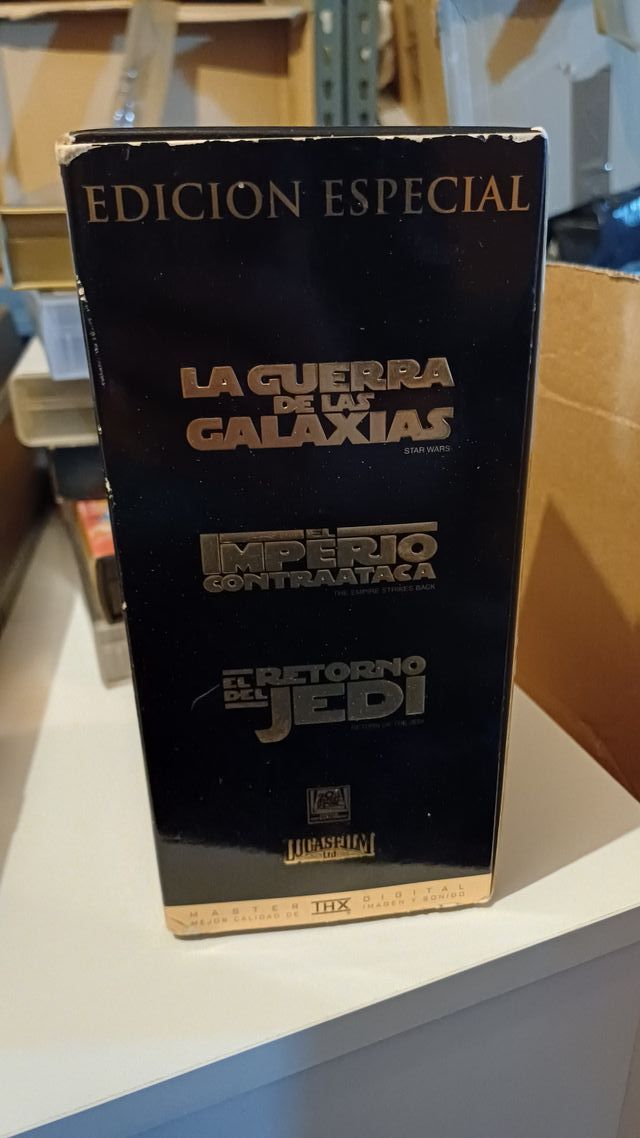 EDICION ESPECIAL
LA GUERRA
DE LAS
GALAXIAS
STAR WARS
EL
IMPERIO
CONTRAATACA
THE EMPIRE STRIKES BACK
EL RETORNO
DEL JEDI
RETURN OF THE JEDI
LUCASFILM
Ltd
MASTER THX DIGITAL
MEJOR CALIDAD DE IMAGEN Y SONIDO